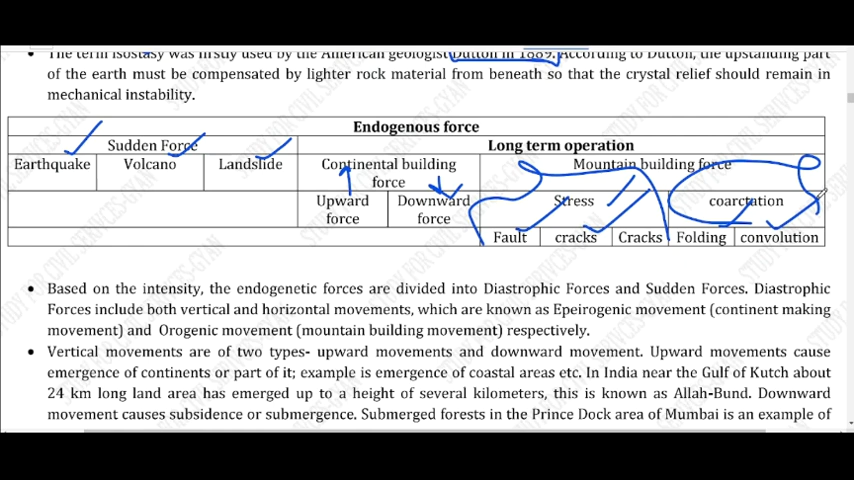 The term isostasy was firstly used by the American geologist Dutton in 1889. According to Dutton, the upstanding part
of the earth must be compensated by lighter rock material from beneath so that the crystal relief should remain in
mechanical instability.
Endogenous force
Sudden Force Long term operation
Earthquake Volcano Landslide Continental building force Mountain building force
Upward force Downward force Stress coarctation
Fault cracks Cracks Folding convolution
• Based on the intensity, the endogenetic forces are divided into Diastrophic Forces and Sudden Forces. Diastrophic
Forces include both vertical and horizontal movements, which are known as Epeirogenic movement (continent making
movement) and Orogenic movement (mountain building movement) respectively.
• Vertical movements are of two types- upward movements and downward movement. Upward movements cause
emergence of continents or part of it; example is emergence of coastal areas etc. In India near the Gulf of Kutch about
24 km long land area has emerged up to a height of several kilometers, this is known as Allah-Bund. Downward
movement causes subsidence or submergence. Submerged forests in the Prince Dock area of Mumbai is an example of